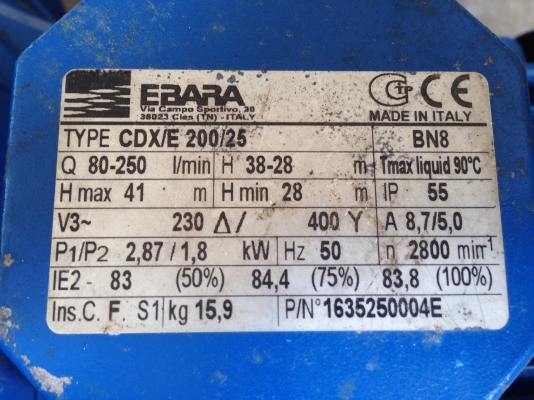 EBARA
Via Campo Sportivo, 30
38023 Cles (TN) - ITALY
CTP CE
MADE IN ITALY
TYPE CDX/E 200/25 BN8
Q 80-250 l/min H 38-28 m Tmax liquid 90°C
H max 41 m H min 28 m IP 55
V3~ 230 Δ/ 400 Y A 8,7/5,0
P1/P2 2,87/1,8 kW Hz 50 n 2800 min-1
IE2 - 83 (50%) 84,4 (75%) 83,8 (100%)
Ins.C. F. S1 kg 15,9 P/N° 1635250004E